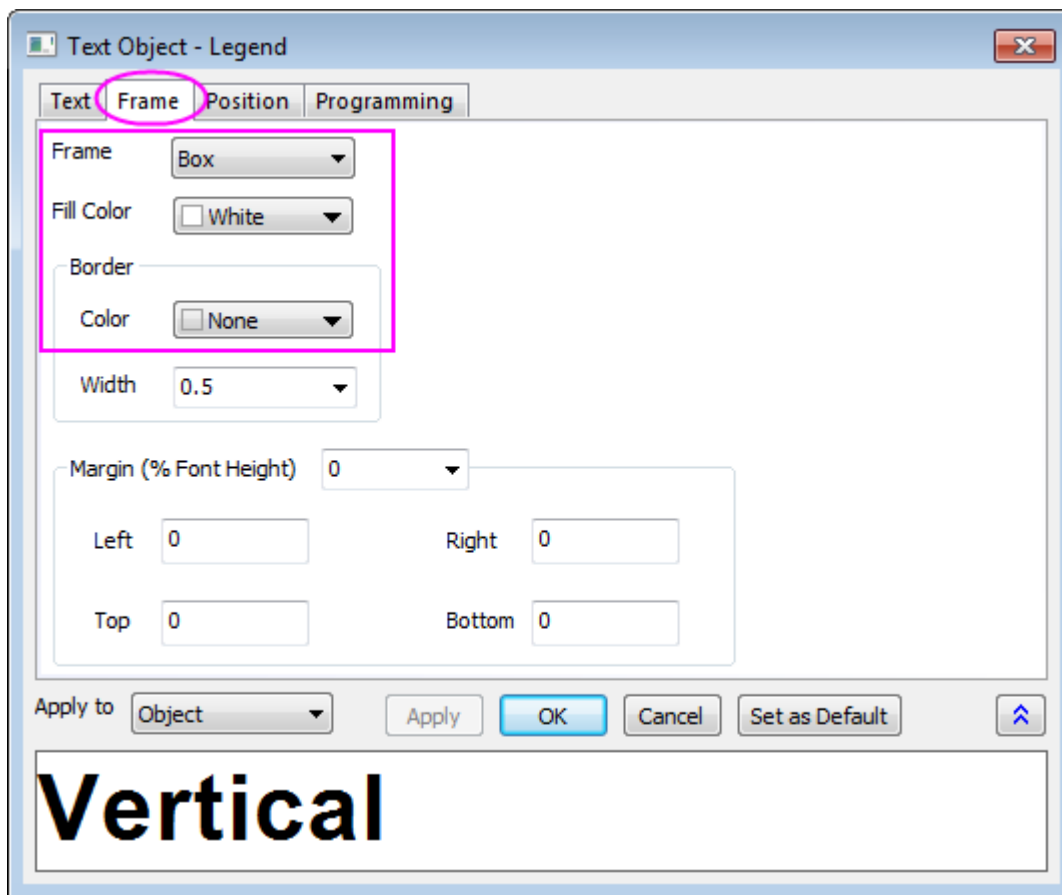 Text Object - Legend
Text Frame Position Programming
Frame Box
Fill Color White
Border
Color None
Width 0.5
Margin (% Font Height) 0
Left 0 Right 0
Top 0 Bottom 0
Apply to Object Apply OK Cancel Set as Default
Vertical